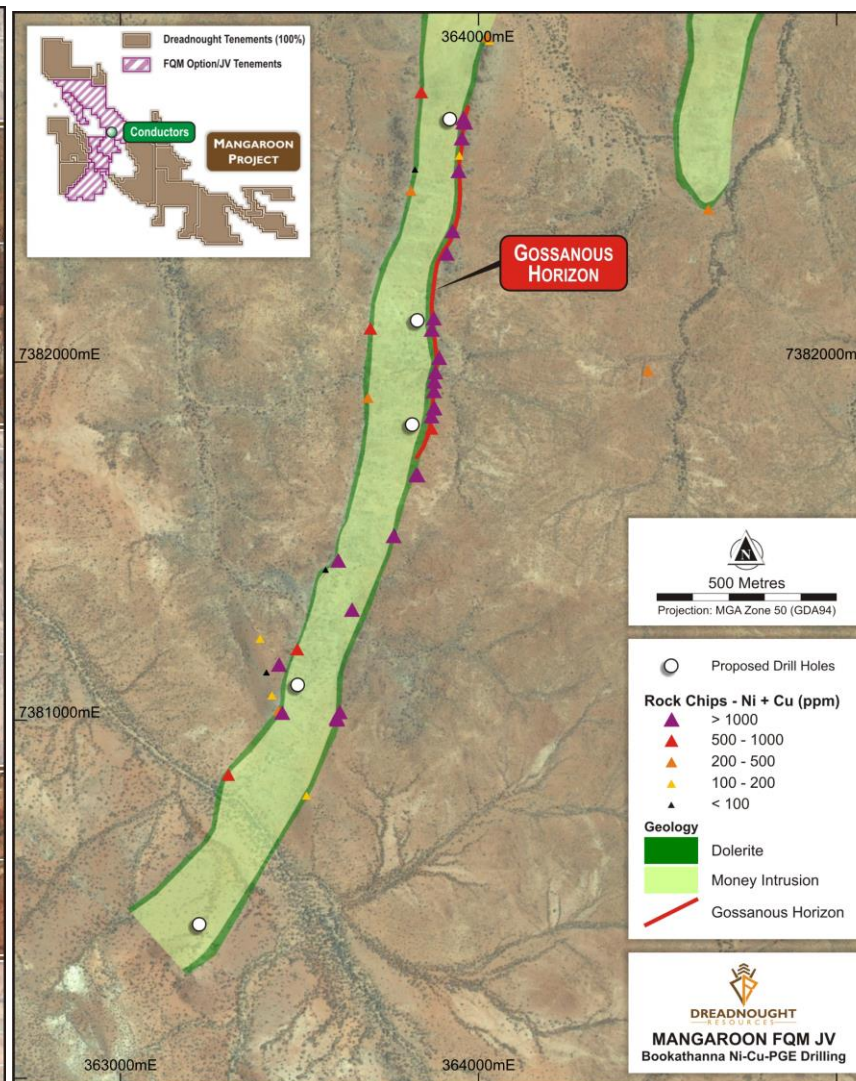 364000mE
Dreadnought Tenements (100%)
FQM Option/JV Tenements
Conductors
MANGAROON
PROJECT
GOSSANOUS
HORIZON
7382000mE
7382000m
N
500 Metres
Projection: MGA Zone 50 (GDA94)
Proposed Drill Holes
Rock Chips - Ni + Cu (ppm)
> 1000
500 - 1000
200 - 500
100 - 200
< 100
Geology
Dolerite
Money Intrusion
Gossanous Horizon
7381000mE
DREADNOUGHT
RESOURCES
MANGAROON FQM JV
Bookathanna Ni-Cu-PGE Drilling
363000mE
364000mE